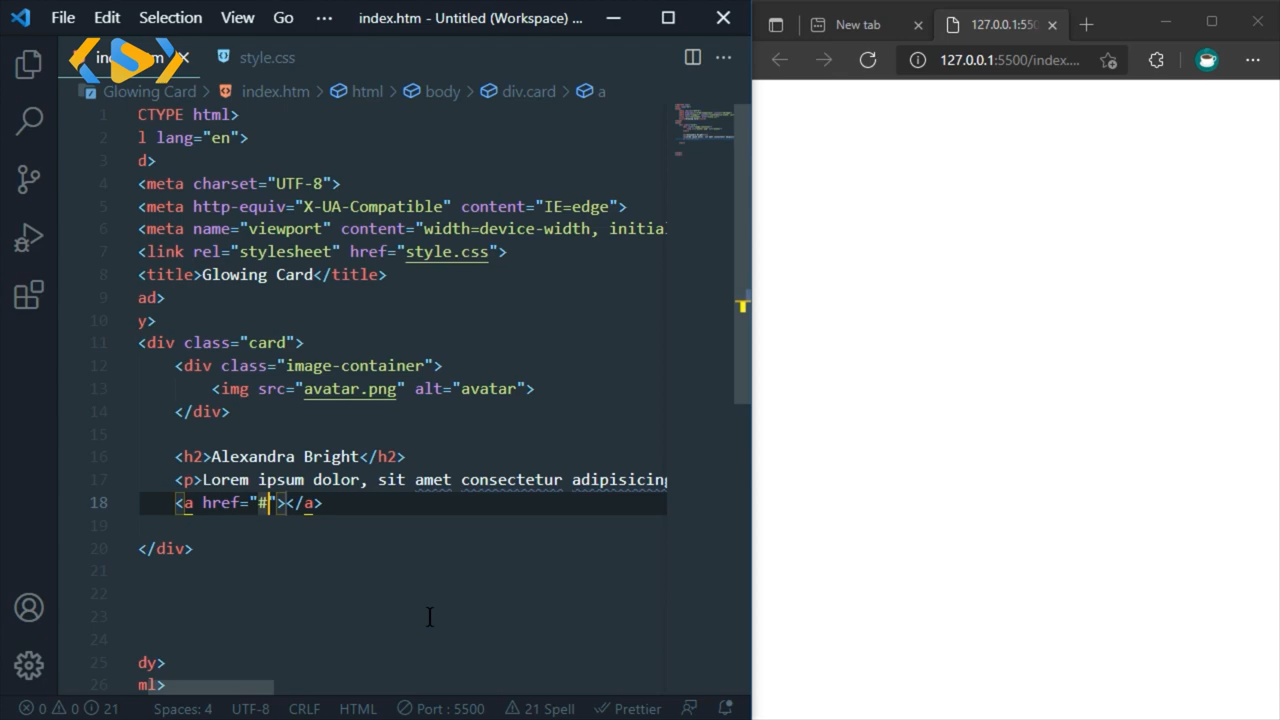 File Edit Selection View Go ··· index.htm - Untitled (Workspace) ...
New tab
127.0.0.1:550
style.css
127.0.0.1:5500/index....
Glowing Card > index.htm > html > body > div.card > a
1 CTYPE html>
2 l lang="en">
3 d>
4 <meta charset="UTF-8">
5 <meta http-equiv="X-UA-Compatible" content="IE=edge">
6 <meta name="viewport" content="width=device-width, initia
7 <link rel="stylesheet" href="style.css">
8 <title>Glowing Card</title>
9 ad>
10 y>
11 <div class="card">
12 <div class="image-container">
13 <img src="avatar.png" alt="avatar">
14 </div>
15
16 <h2>Alexandra Bright</h2>
17 <p>Lorem ipsum dolor, sit amet consectetur adipisicing
18 <a href="#"></a>
19
20 </div>
21
22
23
24
25 dy>
26 ml>
0 0 21 Spaces: 4 UTF-8 CRLF HTML Port : 5500 21 Spell Prettier